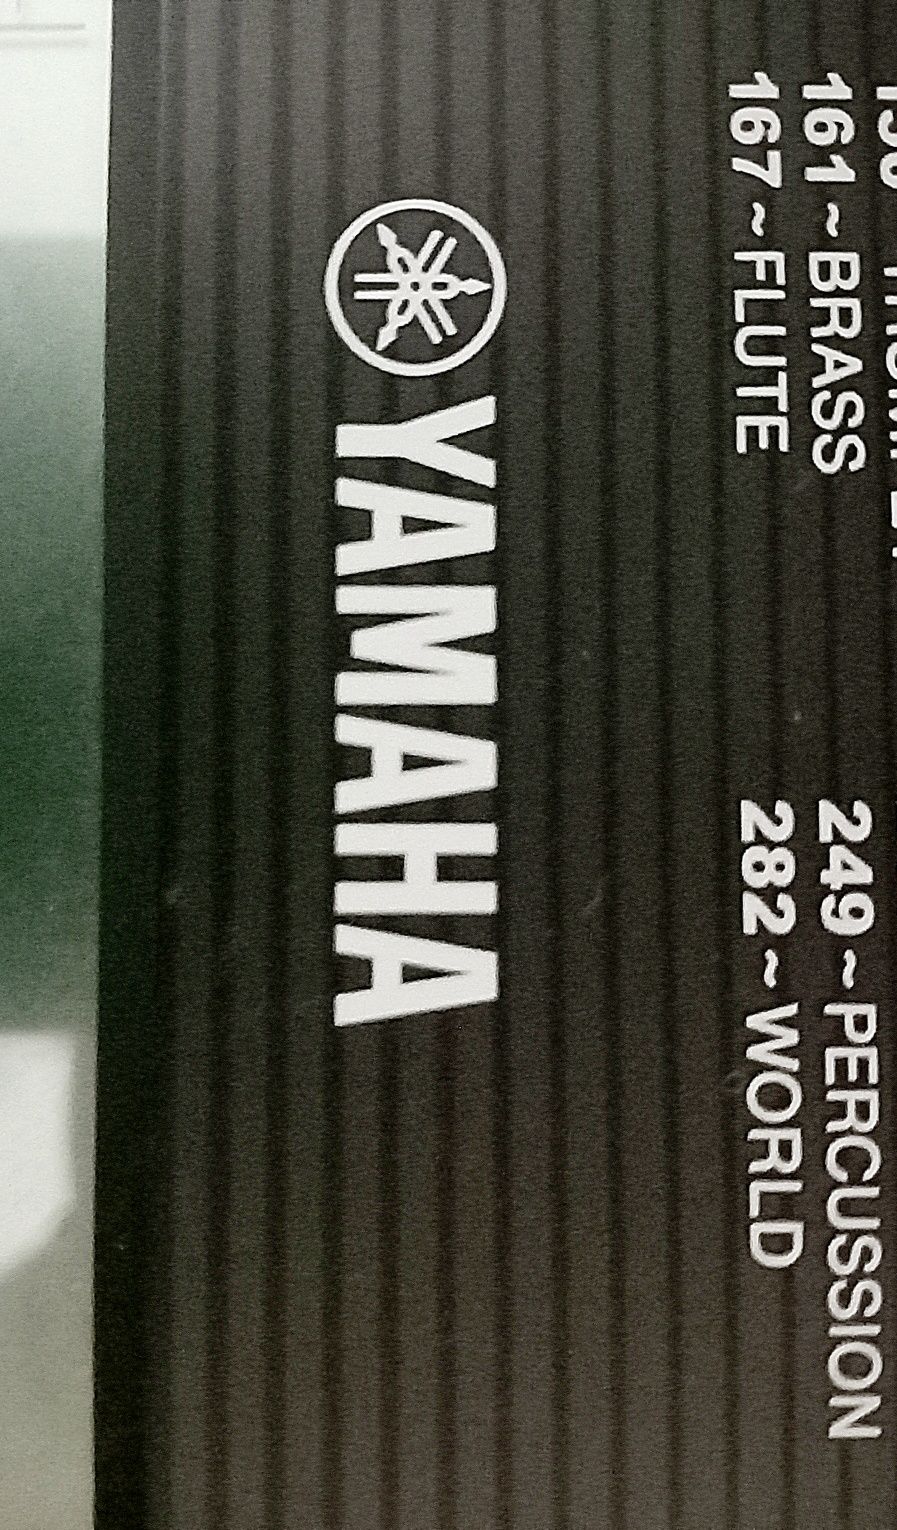 161~BRASS 249~PERCUSSION
167~FLUTE 282~WORLD
YAMAHA